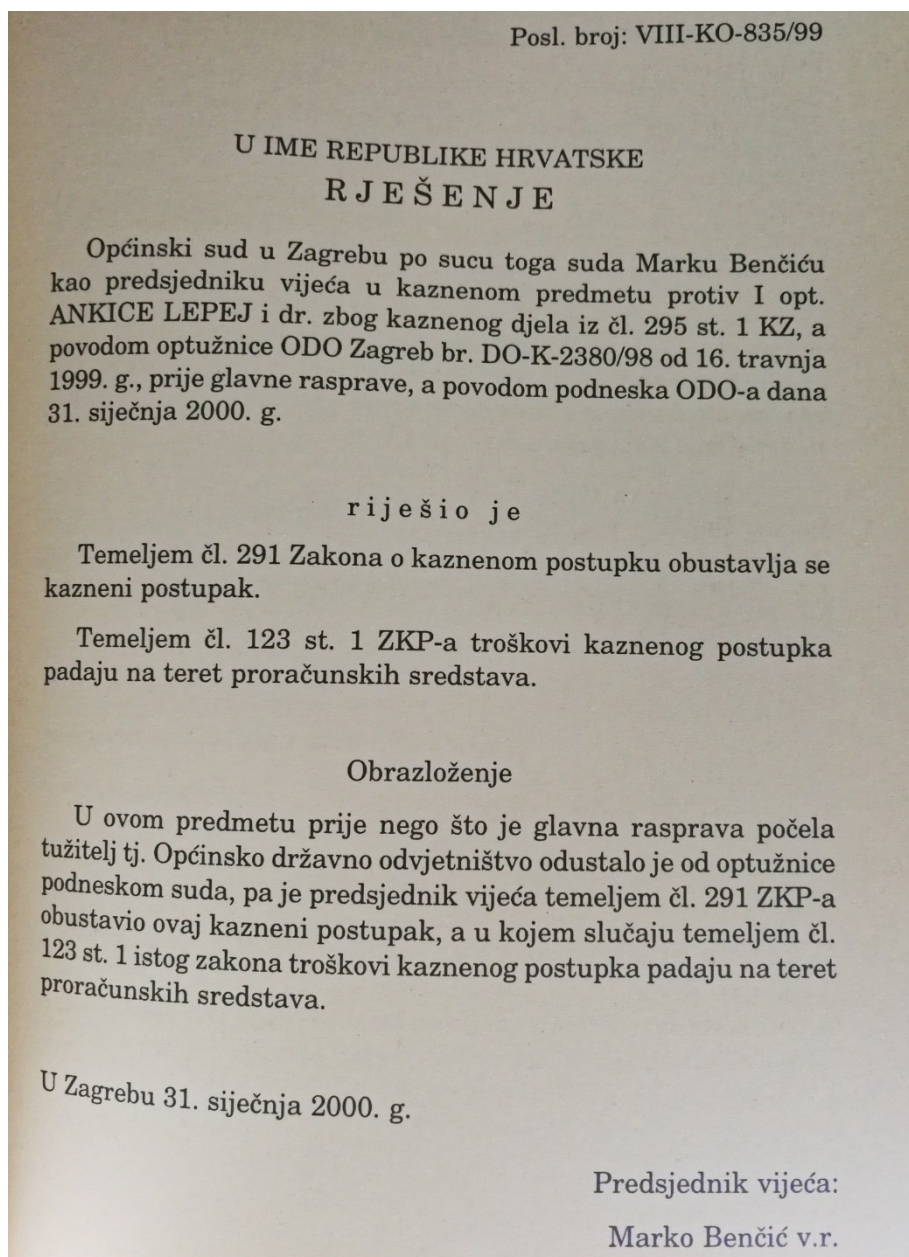 Posl. broj: VIII-KO-835/99
U IME REPUBLIKE HRVATSKE
R J E Š E N J E
Općinski sud u Zagrebu po sucu toga suda Marku Benčiću
kao predsjedniku vijeća u kaznenom predmetu protiv I opt.
ANKICE LEPEJ i dr. zbog kaznenog djela iz čl. 295 st. 1 KZ, a
povodom optužnice ODO Zagreb br. DO-K-2380/98 od 16. travnja
1999. g., prije glavne rasprave, a povodom podneska ODO-a dana
31. siječnja 2000. g.
r i j e š i o j e
Temeljem čl. 291 Zakona o kaznenom postupku obustavlja se
kazneni postupak.
Temeljem čl. 123 st. 1 ZKP-a troškovi kaznenog postupka
padaju na teret proračunskih sredstava.
Obrazloženje
U ovom predmetu prije nego što je glavna rasprava počela
tužitelj tj. Općinsko državno odvjetništvo odustalo je od optužnice
podneskom suda, pa je predsjednik vijeća temeljem čl. 291 ZKP-a
obustavio ovaj kazneni postupak, a u kojem slučaju temeljem čl.
123 st. 1 istog zakona troškovi kaznenog postupka padaju na teret
proračunskih sredstava.
U Zagrebu 31. siječnja 2000. g.
Predsjednik vijeća:
Marko Benčić v.r.